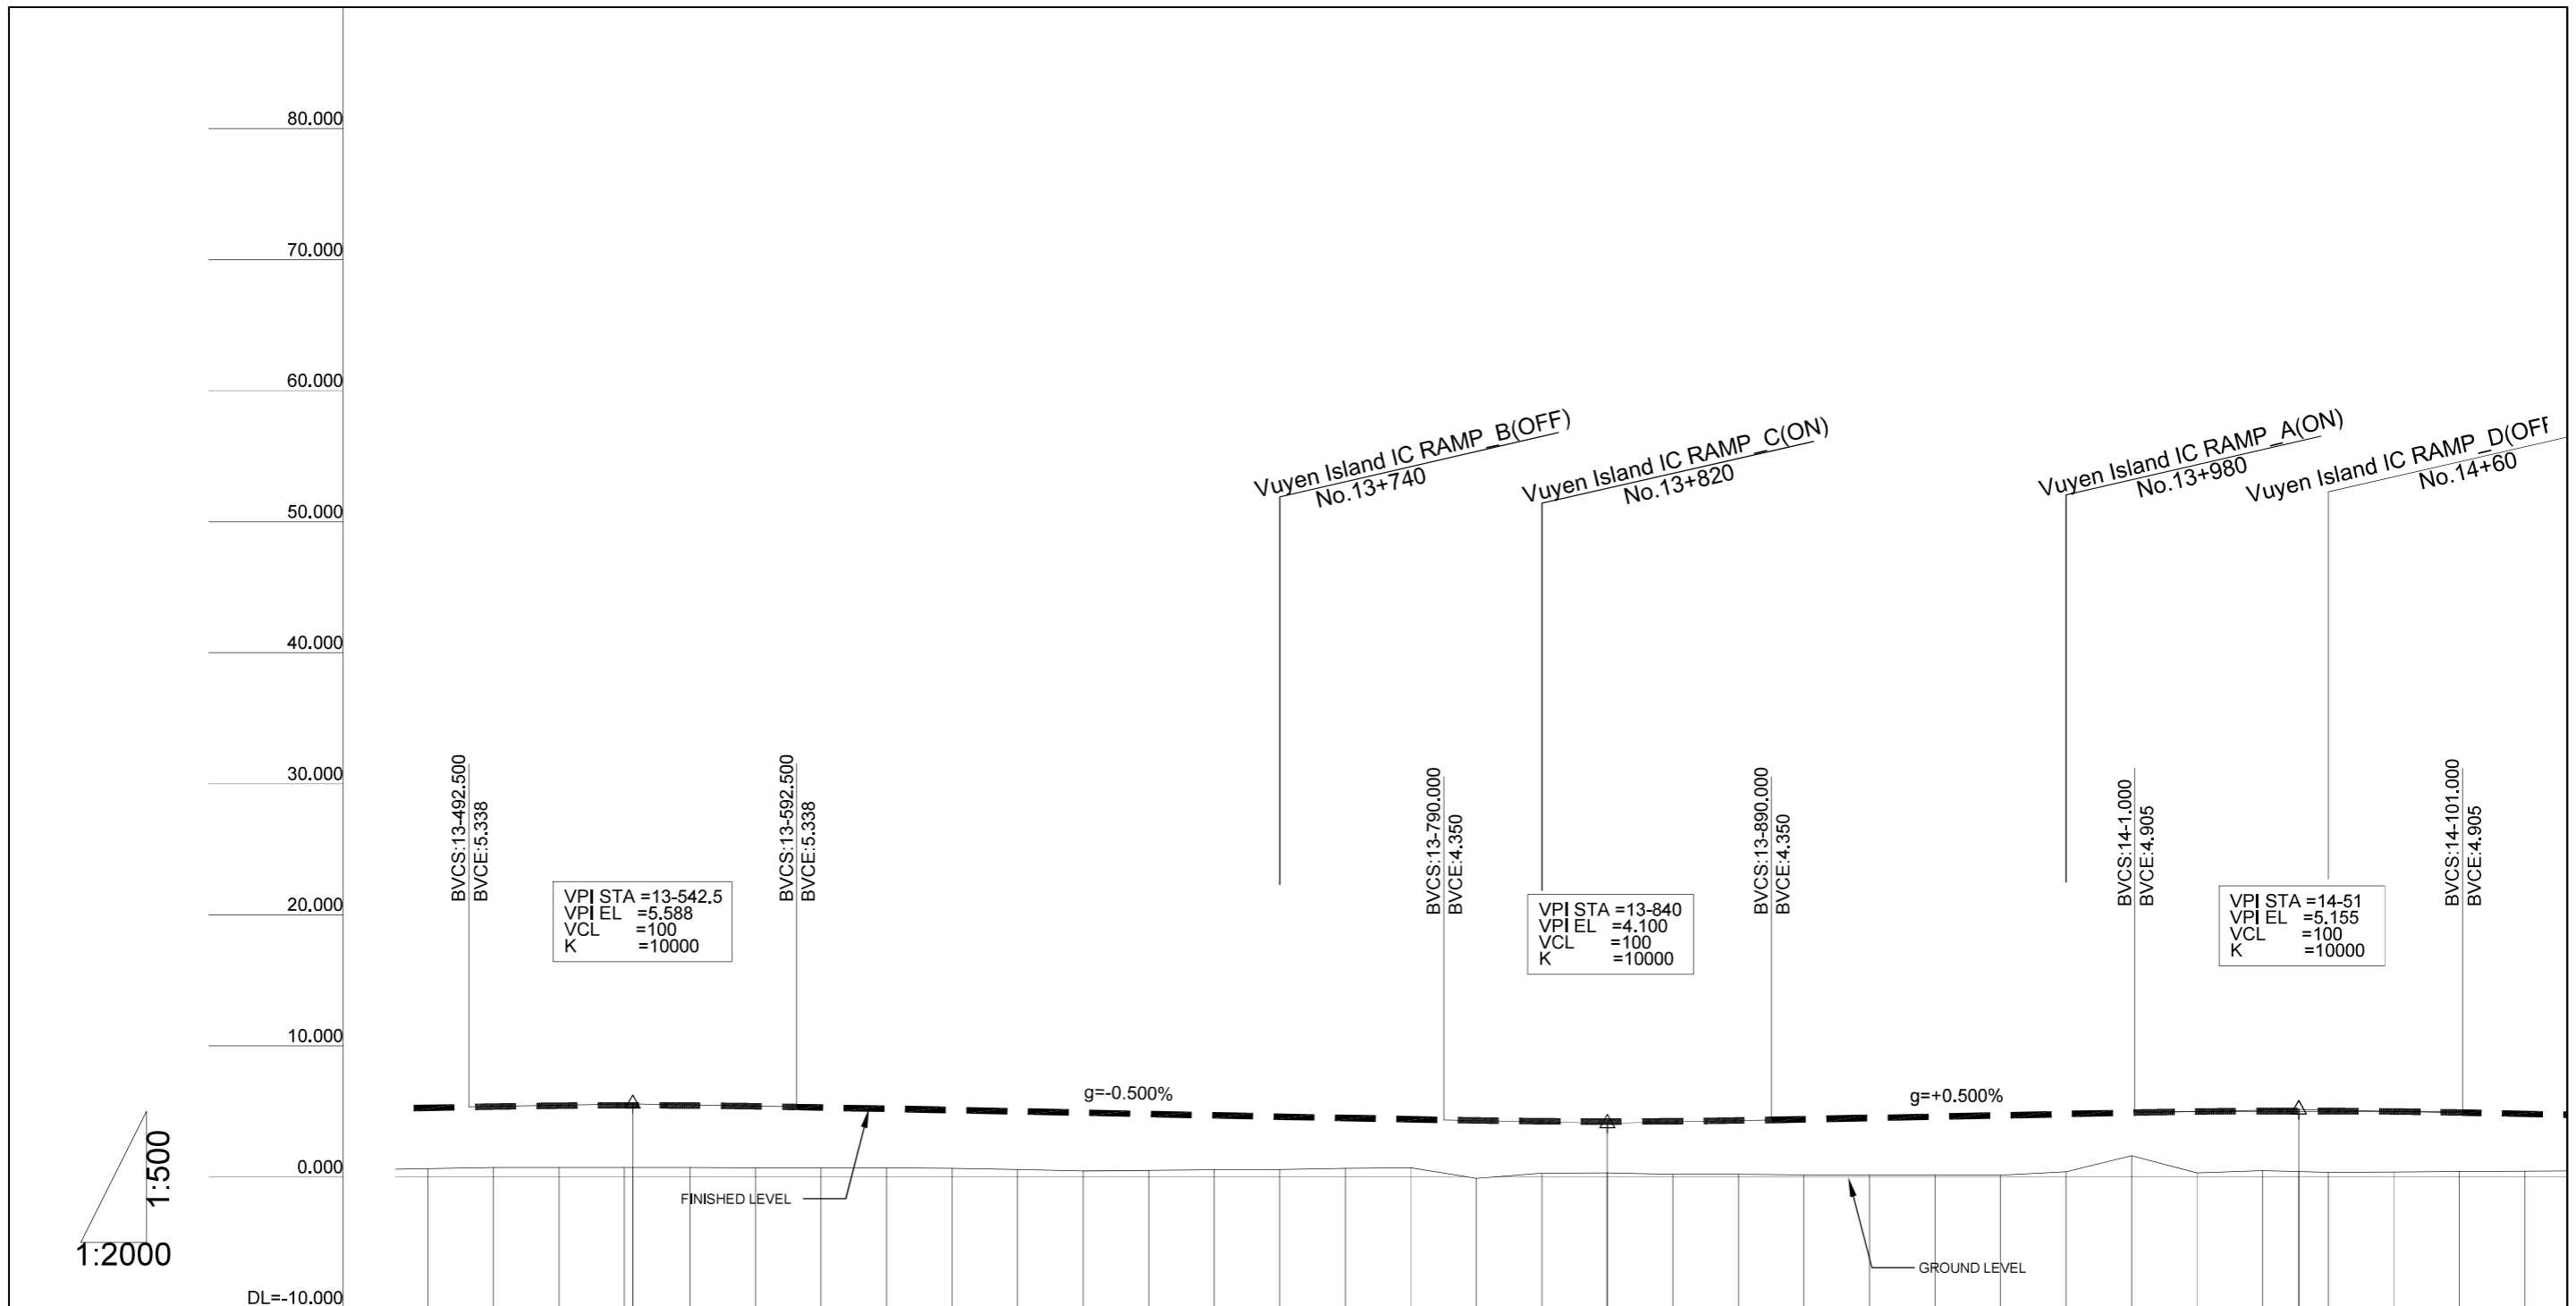 80.000
70.000
60.000
50.000
40.000
30.000
20.000
10.000
0.000
DL=-10.000
1:500
1:2000
Vuyen Island IC RAMP_B(OFF)
No.13+740
Vuyen Island IC RAMP_C(ON)
No.13+820
Vuyen Island IC RAMP_A(ON)
No.13+980
Vuyen Island IC RAMP_D(OFF
No.14+60
BVCS:13-492.500
BVCE:5.338
VPI STA =13-542.5
VPI EL =5.588
VCL =100
K =10000
BVCS:13-592.500
BVCE:5.338
BVCS:13-790.000
BVCE:4.350
VPI STA =13-840
VPI EL =4.100
VCL =100
K =10000
BVCS:13-890.000
BVCE:4.350
BVCS:14-1.000
BVCE:4.905
VPI STA =14-51
VPI EL =5.155
VCL =100
K =10000
BVCS:14-101.000
BVCE:4.905
g=-0.500%
g=+0.500%
FINISHED LEVEL
GROUND LEVEL